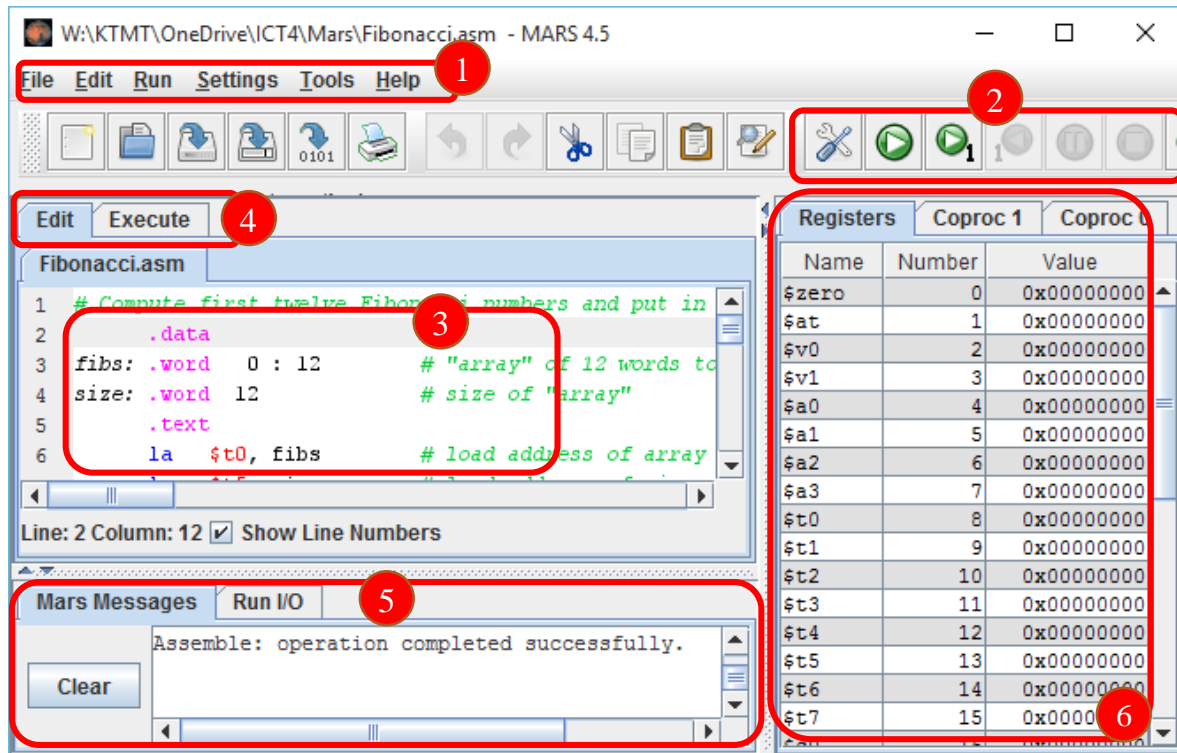 W:\KTMT\OneDrive\ICT4\Mars\Fibonacci.asm - MARS 4.5
File Edit Run Settings Tools Help
1
2
0101
1
1
Edit Execute
4
Registers Coproc 1 Coproc 0
Fibonacci.asm
Name Number Value
1 # Compute first twelve Fibonacci numbers and put in
2 .data
3
3 fibs: .word 0 : 12 # "array" of 12 words to
4 size: .word 12 # size of "array"
5 .text
6 la $t0, fibs # load address of array
Line: 2 Column: 12 Show Line Numbers
Mars Messages Run I/O
5
Assemble: operation completed successfully.
Clear
$zero 0 0x00000000
$at 1 0x00000000
$v0 2 0x00000000
$v1 3 0x00000000
$a0 4 0x00000000
$a1 5 0x00000000
$a2 6 0x00000000
$a3 7 0x00000000
$t0 8 0x00000000
$t1 9 0x00000000
$t2 10 0x00000000
$t3 11 0x00000000
$t4 12 0x00000000
$t5 13 0x00000000
$t6 14 0x00000000
$t7 15
6